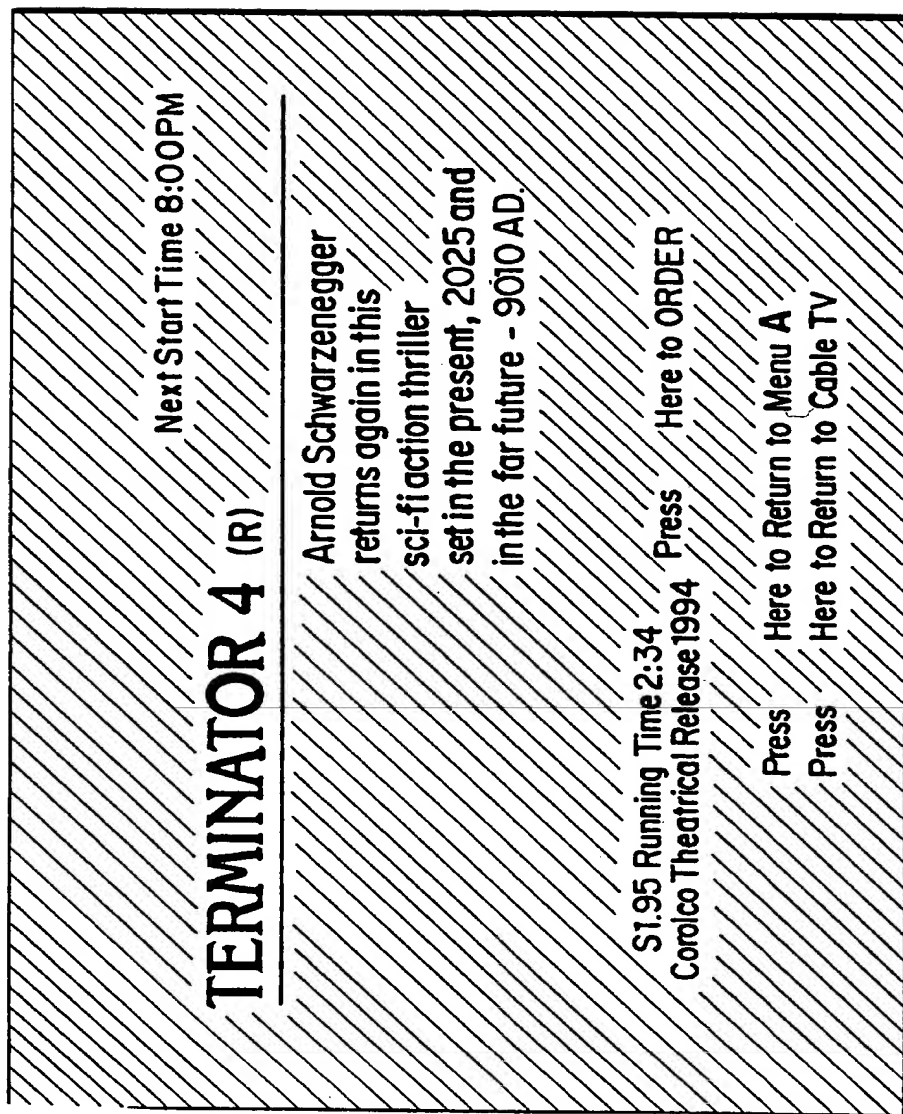 Next Start Time 8:00PM
TERMINATOR 4 (R)
Arnold Schwarzenegger
returns again in this
sci-fi action thriller
set in the present, 2025 and
in the far future - 9010 AD.
S1.95 Running Time 2:34
Corolco Theatrical Release 1994
Press Here to ORDER
Press Here to Return to Menu A
Press Here to Return to Cable TV